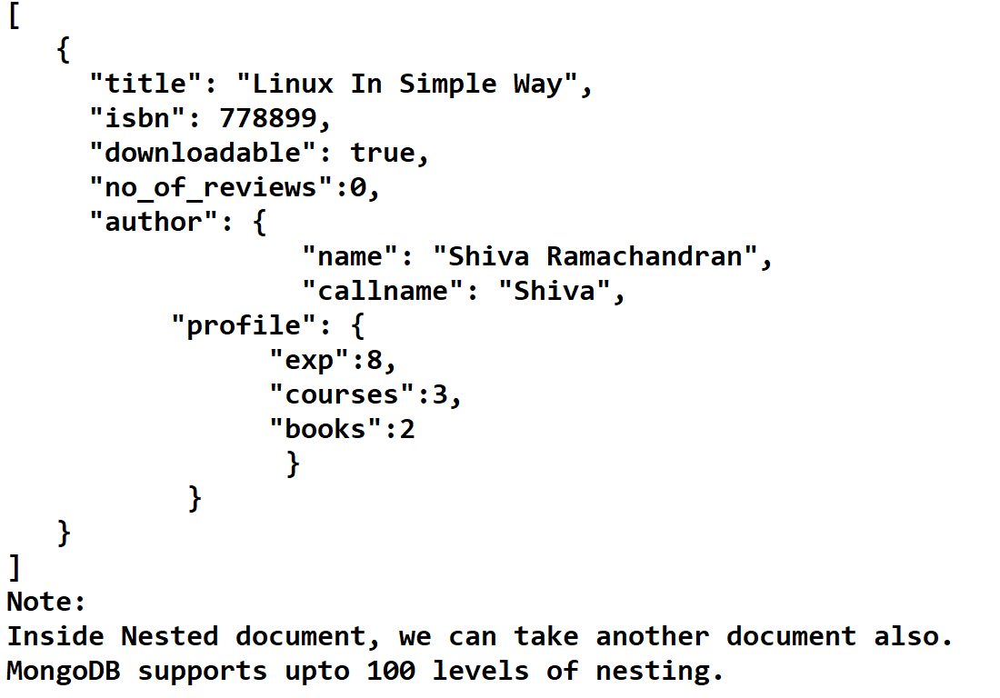 [
   {
     "title": "Linux In Simple Way",
     "isbn": 778899,
     "downloadable": true,
     "no_of_reviews":0,
     "author": {
                  "name": "Shiva Ramachandran",
                  "callname": "Shiva",
          "profile": {
                "exp":8,
                "courses":3,
                "books":2
                 }
           }
   }
]
Note:
Inside Nested document, we can take another document also.
MongoDB supports upto 100 levels of nesting.